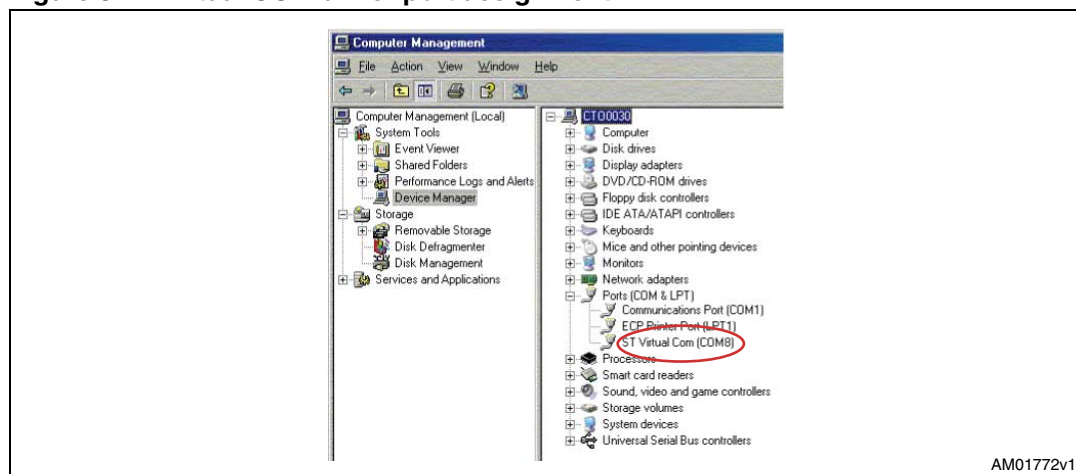 Computer Management
File Action View Window Help
Computer Management (Local)
System Tools
Event Viewer
Shared Folders
Performance Logs and Alerts
Device Manager
Storage
Removable Storage
Disk Defragmenter
Disk Management
Services and Applications
CTO0030
Computer
Disk drives
Display adapters
DVD/CD-ROM drives
Floppy disk controllers
IDE ATA/ATAPI controllers
Keyboards
Mice and other pointing devices
Monitors
Network adapters
Ports (COM & LPT)
Communications Port (COM1)
ECP Printer Port (LPT1)
ST Virtual Com (COM8)
Processors
Smart card readers
Sound, video and game controllers
Storage volumes
System devices
Universal Serial Bus controllers
AM01772v1